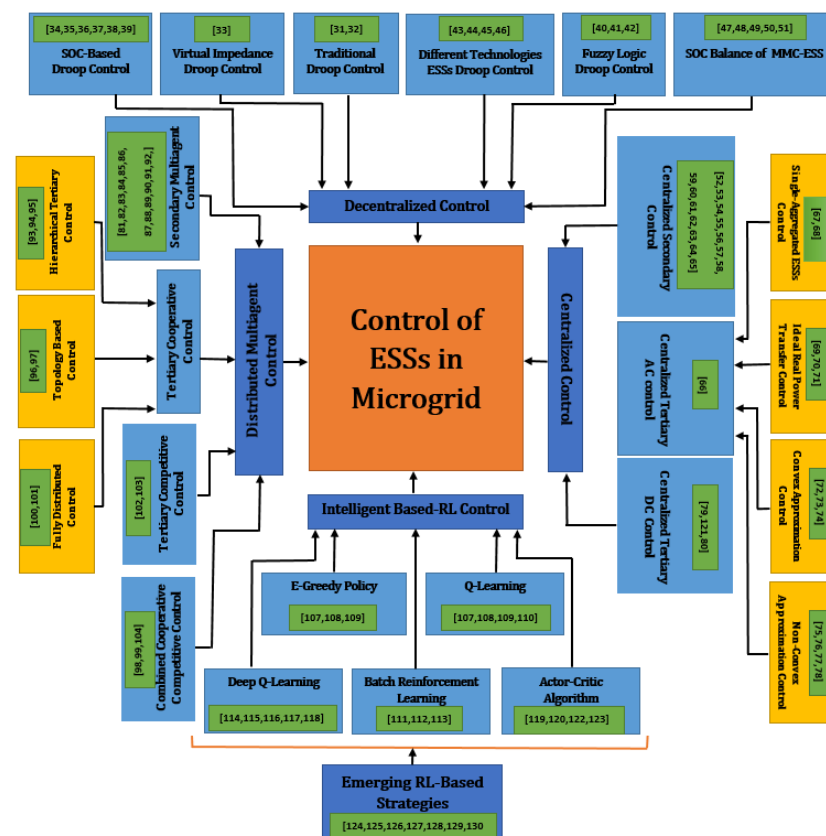 [34,35,36,37,38,39]
SOC-Based
Droop Control
[33]
Virtual Impedance
Droop Control
[31,32]
Traditional
Droop Control
[43,44,45,46]
Different Technologies
ESSs Droop Control
[40,41,42]
Fuzzy Logic
Droop Control
[47,48,49,50,51]
SOC Balance of MMC-ESS
Decentralized Control
[81,82,83,84,85,86,
87,88,89,90,91,92,]
Secondary Multiagent
Control
[93,94,95]
Hierarchical Tertiary
Control
[96,97]
Topology Based
Control
[100,101]
Fully Distributed
Control
Tertiary Cooperative
Control
[102,103]
Tertiary Competitive
Control
[98,99,104]
Combined Cooperative
Competitive Control
Distributed Multiagent
Control
Control of
ESSs in
Microgrid
Centralized Control
[52,53,54,55,56,57,58,
59,60,61,62,63,64,65]
Centralized Secondary
Control
[66]
Centralized Tertiary
AC control
[79,121,80]
Centralized Tertiary
DC Control
[67,68]
Single-Aggregated ESSs
Control
[69,70,71]
Ideal Real Power
Transfer Control
[72,73,74]
Convex Approximation
Control
[75,76,77,78]
Non-Convex
Approximation Control
Intelligent Based-RL Control
E-Greedy Policy
[107,108,109]
Q-Learning
[107,108,109,110]
Deep Q-Learning
[114,115,116,117,118]
Batch Reinforcement
Learning
[111,112,113]
Actor-Critic
Algorithm
[119,120,122,123]
Emerging RL-Based
Strategies
[124,125,126,127,128,129,130